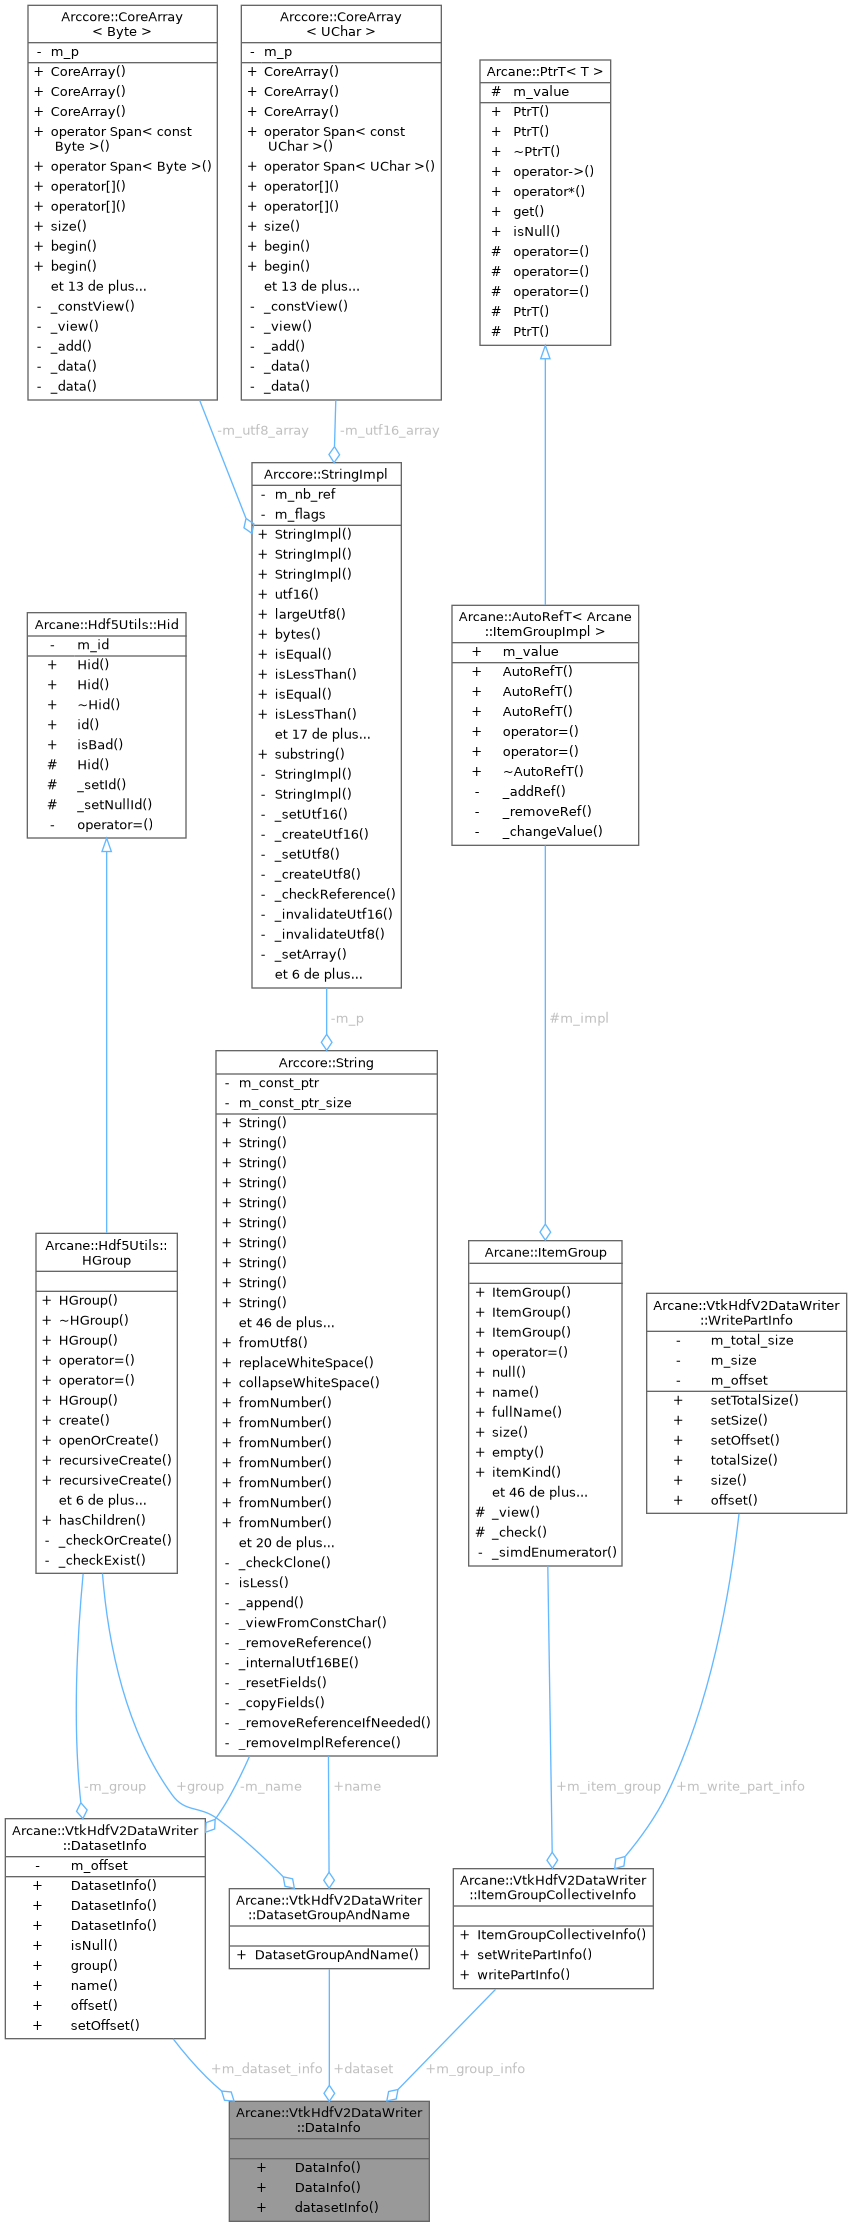 Arccore::CoreArray
< Byte >
- m_p
+ CoreArray()
+ CoreArray()
+ CoreArray()
+ operator Span< const
Byte >()
+ operator Span< Byte >()
+ operator[]()
+ operator[]()
+ size()
+ begin()
+ begin()
et 13 de plus...
- _constView()
- _view()
- _add()
- _data()
- _data()
Arccore::CoreArray
< UChar >
- m_p
+ CoreArray()
+ CoreArray()
+ CoreArray()
+ operator Span< const
UChar >()
+ operator Span< UChar >()
+ operator[]()
+ operator[]()
+ size()
+ begin()
+ begin()
et 13 de plus...
- _constView()
- _view()
- _add()
- _data()
- _data()
Arcane::PtrT< T >
# m_value
+ PtrT()
+ PtrT()
+ ~PtrT()
+ operator->()
+ operator*()
+ get()
+ isNull()
# operator=()
# operator=()
# operator=()
# PtrT()
# PtrT()
-m_utf8_array
-m_utf16_array
Arccore::StringImpl
- m_nb_ref
- m_flags
+ StringImpl()
+ StringImpl()
+ StringImpl()
+ utf16()
+ largeUtf8()
+ bytes()
+ isEqual()
+ isLessThan()
+ isEqual()
+ isLessThan()
et 17 de plus...
+ substring()
- StringImpl()
- StringImpl()
- _setUtf16()
- _createUtf16()
- _setUtf8()
- _createUtf8()
- _checkReference()
- _invalidateUtf16()
- _invalidateUtf8()
- _setArray()
et 6 de plus...
Arcane::Hdf5Utils::Hid
- m_id
+ Hid()
+ Hid()
+ ~Hid()
+ id()
+ isBad()
# Hid()
# _setId()
# _setNullId()
- operator=()
Arcane::AutoRefT< Arcane
::ItemGroupImpl >
+ m_value
+ AutoRefT()
+ AutoRefT()
+ AutoRefT()
+ operator=()
+ operator=()
+ ~AutoRefT()
- _addRef()
- _removeRef()
- _changeValue()
-m_p
#m_impl
Arccore::String
- m_const_ptr
- m_const_ptr_size
+ String()
+ String()
+ String()
+ String()
+ String()
+ String()
+ String()
+ String()
+ String()
+ String()
et 46 de plus...
+ fromUtf8()
+ replaceWhiteSpace()
+ collapseWhiteSpace()
+ fromNumber()
+ fromNumber()
+ fromNumber()
+ fromNumber()
+ fromNumber()
+ fromNumber()
+ fromNumber()
et 20 de plus...
- _checkClone()
- isLess()
- _append()
- _viewFromConstChar()
- _removeReference()
- _internalUtf16BE()
- _resetFields()
- _copyFields()
- _removeReferenceIfNeeded()
- _removeImplReference()
Arcane::Hdf5Utils::
HGroup
+ HGroup()
+ ~HGroup()
+ HGroup()
+ operator=()
+ operator=()
+ HGroup()
+ create()
+ openOrCreate()
+ recursiveCreate()
+ recursiveCreate()
et 6 de plus...
+ hasChildren()
- _checkOrCreate()
- _checkExist()
Arcane::ItemGroup
+ ItemGroup()
+ ItemGroup()
+ ItemGroup()
+ operator=()
+ null()
+ name()
+ fullName()
+ size()
+ empty()
+ itemKind()
et 46 de plus...
# _view()
# _check()
- _simdEnumerator()
Arcane::VtkHdfV2DataWriter
::WritePartInfo
- m_total_size
- m_size
- m_offset
+ setTotalSize()
+ setSize()
+ setOffset()
+ totalSize()
+ size()
+ offset()
-m_group
+group
-m_name
+name
+m_item_group
+m_write_part_info
Arcane::VtkHdfV2DataWriter
::DatasetInfo
- m_offset
+ DatasetInfo()
+ DatasetInfo()
+ DatasetInfo()
+ isNull()
+ group()
+ name()
+ offset()
+ setOffset()
Arcane::VtkHdfV2DataWriter
::DatasetGroupAndName
+ DatasetGroupAndName()
Arcane::VtkHdfV2DataWriter
::ItemGroupCollectiveInfo
+ ItemGroupCollectiveInfo()
+ setWritePartInfo()
+ writePartInfo()
+m_dataset_info
+dataset
+m_group_info
Arcane::VtkHdfV2DataWriter
::DataInfo
+ DataInfo()
+ DataInfo()
+ datasetInfo()